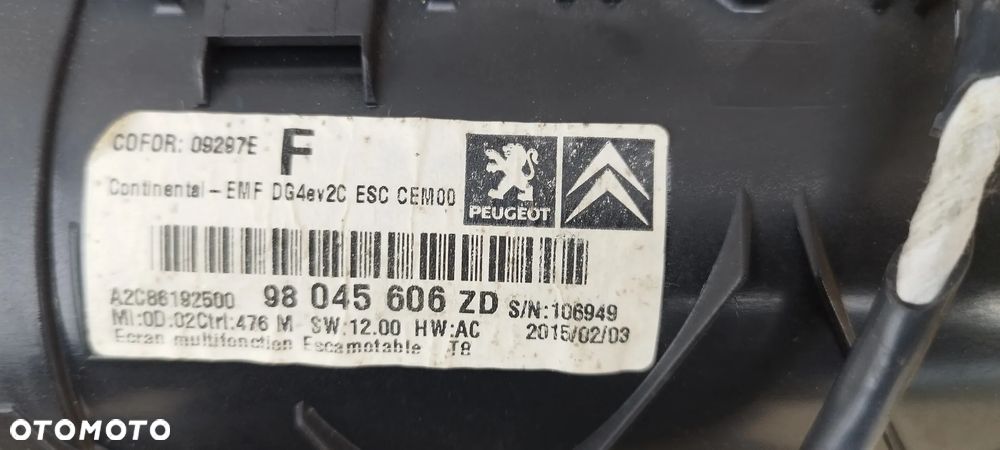 COFOR: 09297E F
Continental - EMF DG4ev2C ESC CEM00
PEUGEOT
A2C86192500 98 045 606 ZD S/N:106949
MI:0D:02Ctrl:476 M SW:12.00 HW:AC 2015/02/03
Ecran multifonction Escamotable T8
OTOMOTO